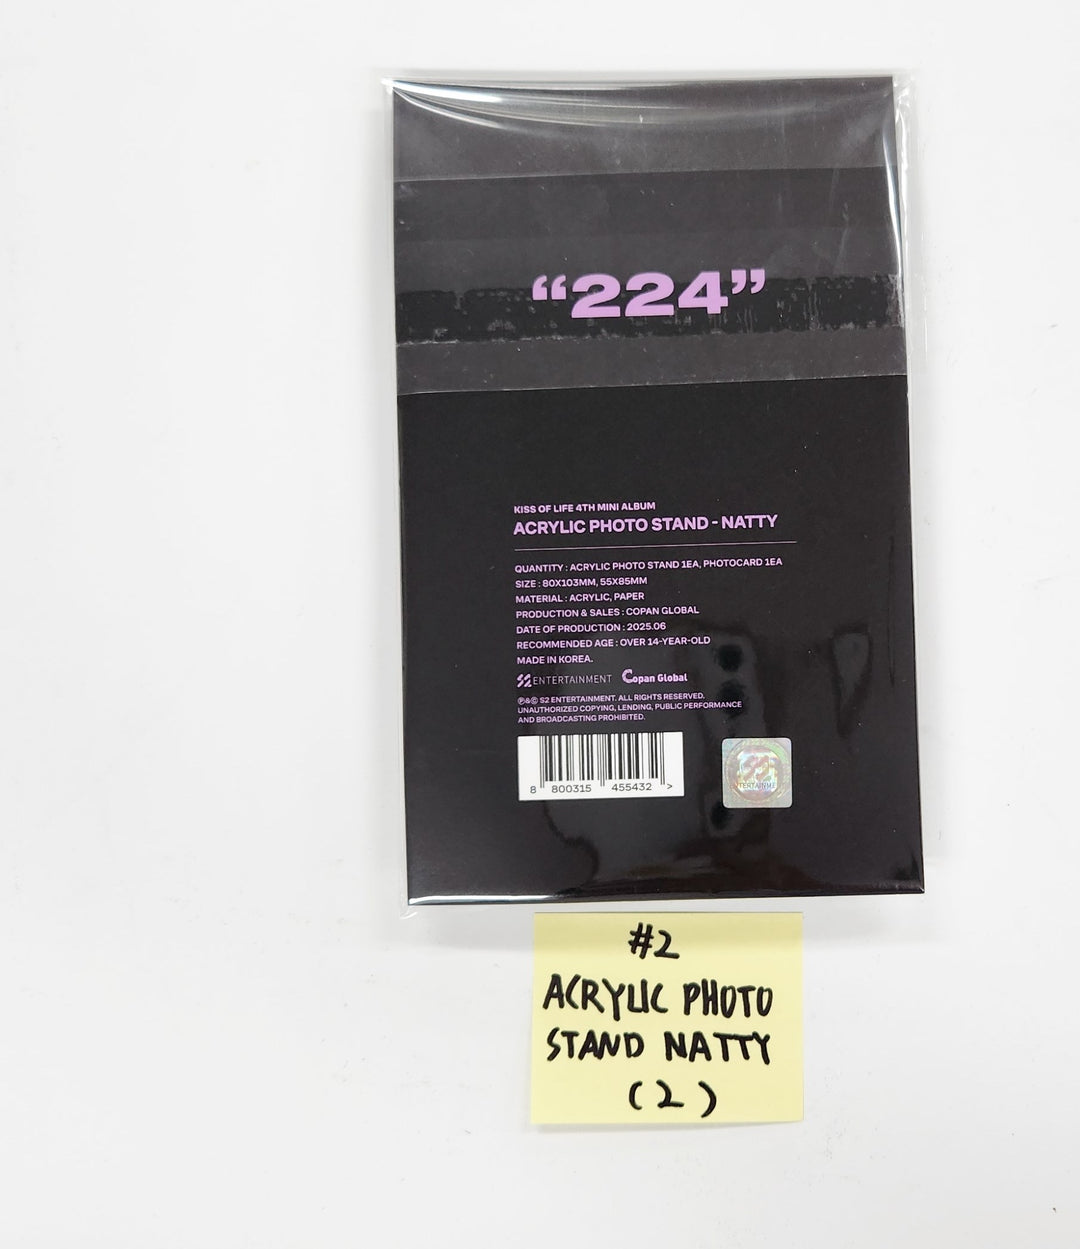 “224”
KISS OF LIFE 4TH MINI ALBUM
ACRYLIC PHOTO STAND - NATTY
QUANTITY : ACRYLIC PHOTO STAND 1EA, PHOTOCARD 1EA
SIZE : 80X103MM, 55X85MM
MATERIAL : ACRYLIC, PAPER
PRODUCTION & SALES : COPAN GLOBAL
DATE OF PRODUCTION : 2025.06
RECOMMENDED AGE : OVER 14-YEAR-OLD
MADE IN KOREA.
S2 ENTERTAINMENT Copan Global
℗&© S2 ENTERTAINMENT. ALL RIGHTS RESERVED.
UNAUTHORIZED COPYING, LENDING, PUBLIC PERFORMANCE
AND BROADCASTING PROHIBITED.
8 800315 455432 >
S2
ENTERTAINME
#2
ACRYLIC PHOTO
STAND NATTY
(2)